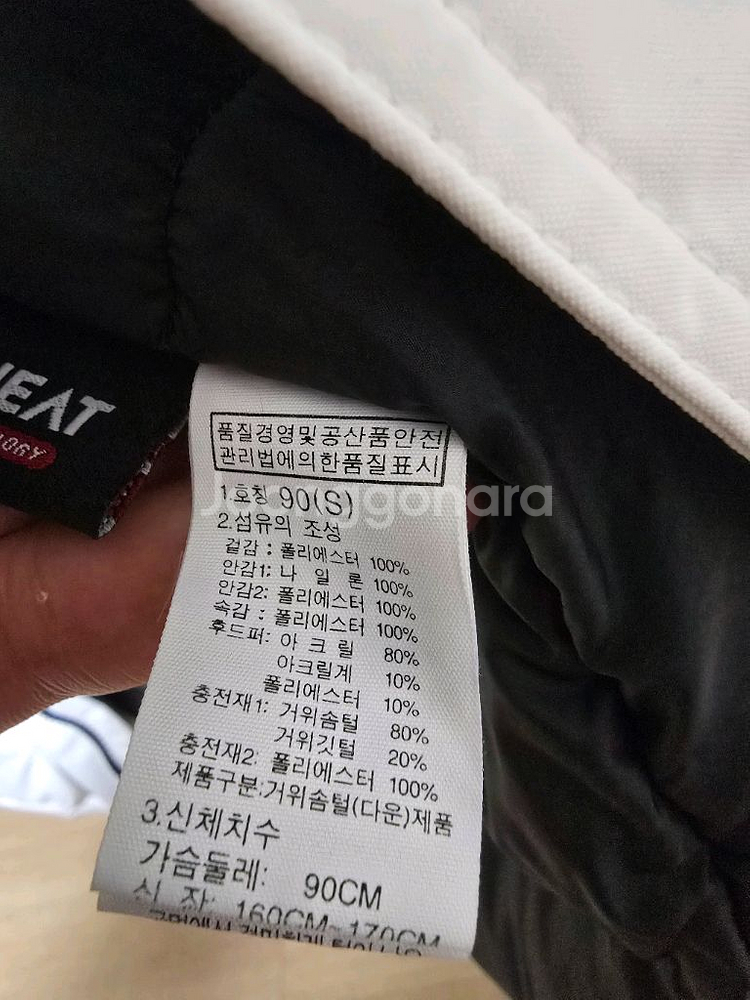 HEAT
품질경영및공산품안전
관리법에의한품질표시
1.호칭 90(S)
Joonggonara
2.섬유의 조성
겉감 : 폴리에스터 100%
안감1: 나 일 론 100%
안감2: 폴리에스터 100%
속감 : 폴리에스터 100%
후드퍼: 아 크 릴 80%
아크릴계 10%
폴리에스터 10%
충전재1: 거위솜털 80%
거위깃털 20%
충전재2: 폴리에스터 100%
제품구분:거위솜털(다운)제품
3.신체치수
가슴둘레: 90CM
신 장: 160CM~170CM